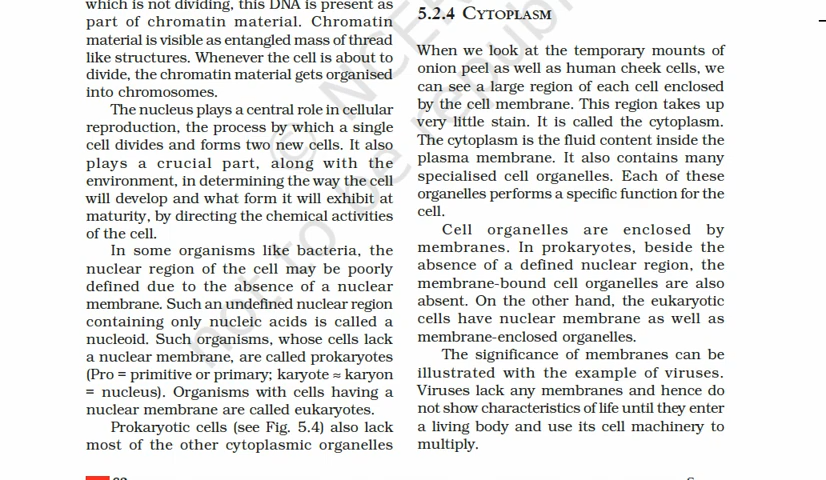 which is not dividing, this DNA is present as
part of chromatin material. Chromatin
material is visible as entangled mass of thread
like structures. Whenever the cell is about to
divide, the chromatin material gets organised
into chromosomes.
The nucleus plays a central role in cellular
reproduction, the process by which a single
cell divides and forms two new cells. It also
plays a crucial part, along with the
environment, in determining the way the cell
will develop and what form it will exhibit at
maturity, by directing the chemical activities
of the cell.
In some organisms like bacteria, the
nuclear region of the cell may be poorly
defined due to the absence of a nuclear
membrane. Such an undefined nuclear region
containing only nucleic acids is called a
nucleoid. Such organisms, whose cells lack
a nuclear membrane, are called prokaryotes
(Pro = primitive or primary; karyote ≈ karyon
= nucleus). Organisms with cells having a
nuclear membrane are called eukaryotes.
Prokaryotic cells (see Fig. 5.4) also lack
most of the other cytoplasmic organelles
5.2.4 CYTOPLASM
When we look at the temporary mounts of
onion peel as well as human cheek cells, we
can see a large region of each cell enclosed
by the cell membrane. This region takes up
very little stain. It is called the cytoplasm.
The cytoplasm is the fluid content inside the
plasma membrane. It also contains many
specialised cell organelles. Each of these
organelles performs a specific function for the
cell.
Cell organelles are enclosed by
membranes. In prokaryotes, beside the
absence of a defined nuclear region, the
membrane-bound cell organelles are also
absent. On the other hand, the eukaryotic
cells have nuclear membrane as well as
membrane-enclosed organelles.
The significance of membranes can be
illustrated with the example of viruses.
Viruses lack any membranes and hence do
not show characteristics of life until they enter
a living body and use its cell machinery to
multiply.
© NCE
not to be republi